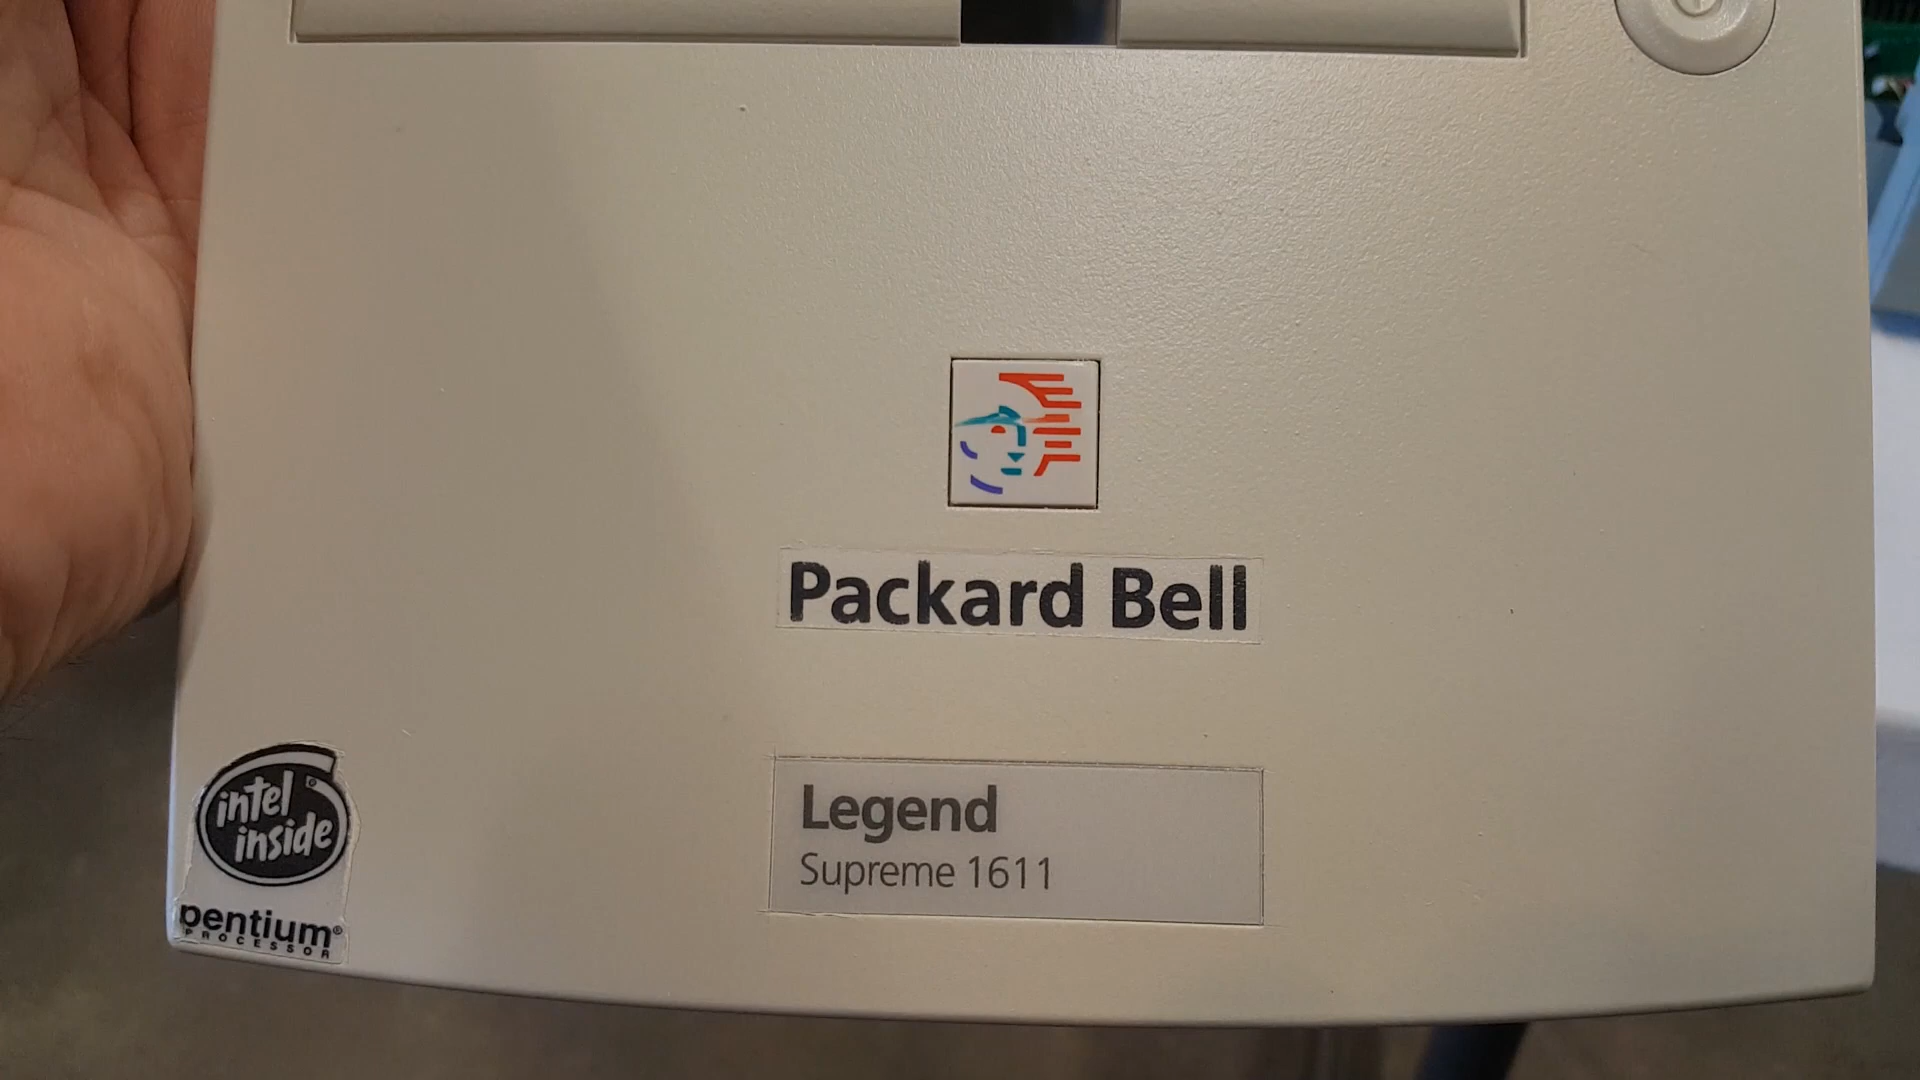 Packard Bell
Legend
Supreme 1611
intel®
inside
pentium®
PROCESSOR